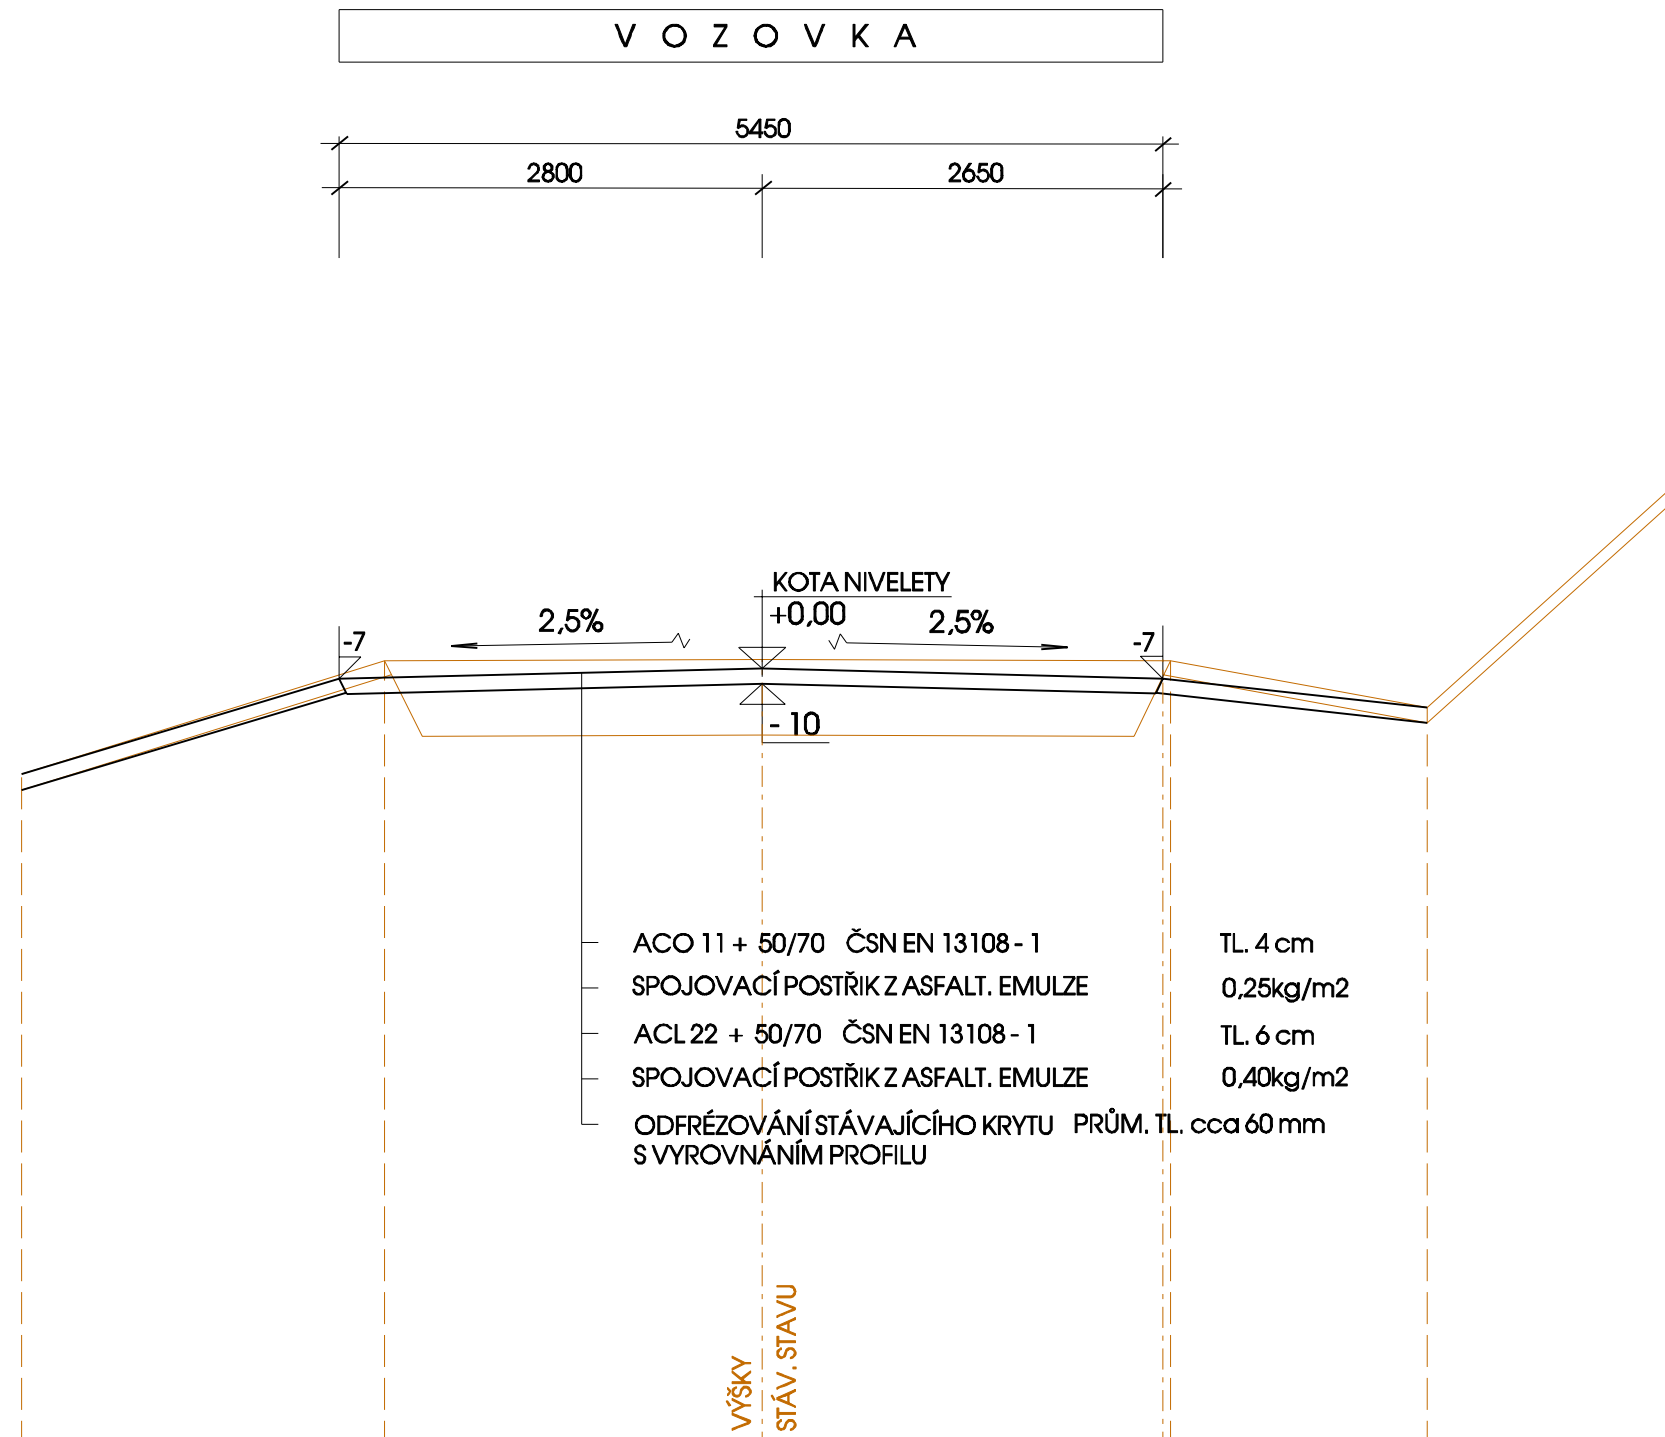 V O Z O V K A
5450
2800 2650
KOTA NIVELETY
+0,00
2,5% 2,5%
-7 -7
- 10
ACO 11 + 50/70 ČSN EN 13108 - 1 TL. 4 cm
SPOJOVACÍ POSTŘIK Z ASFALT. EMULZE 0,25kg/m2
ACL 22 + 50/70 ČSN EN 13108 - 1 TL. 6 cm
SPOJOVACÍ POSTŘIK Z ASFALT. EMULZE 0,40kg/m2
ODFRÉZOVÁNÍ STÁVAJÍCÍHO KRYTU PRŮM. TL. cca 60 mm
S VYROVNÁNÍM PROFILU
VÝŠKY
STÁV. STAVU